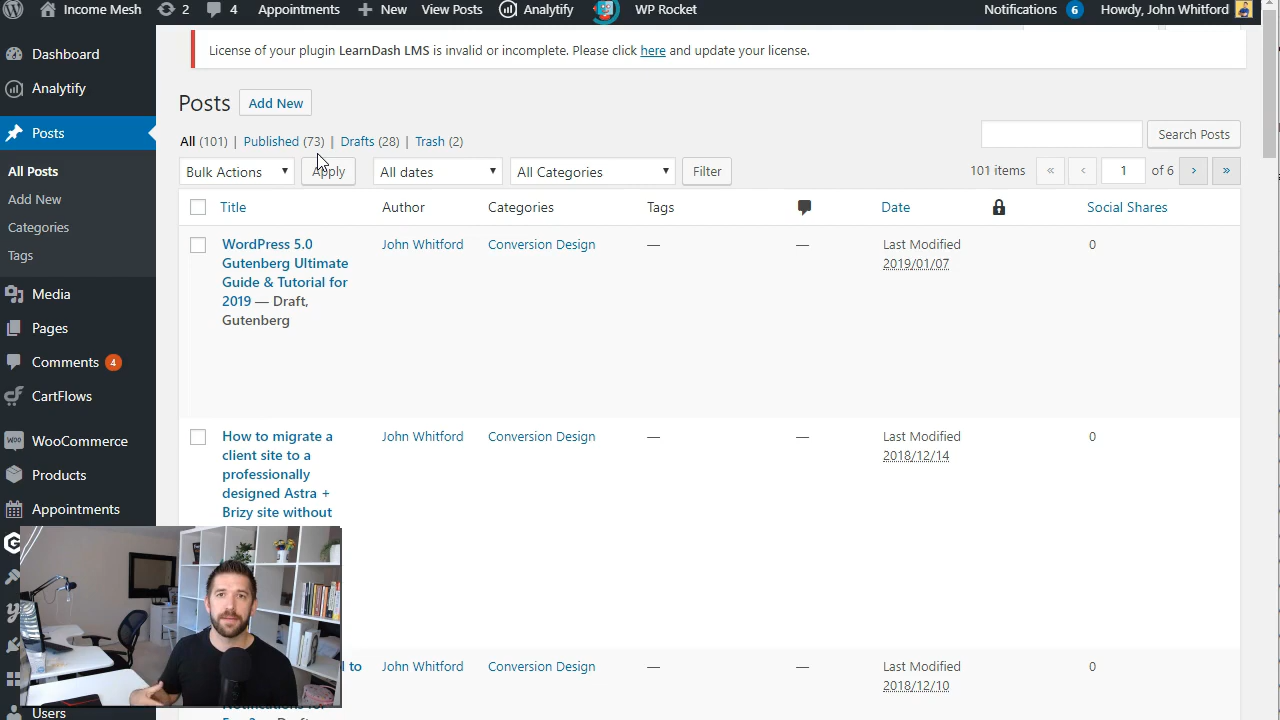 Income Mesh 2 4 Appointments New View Posts Analytify WP Rocket Notifications 6 Howdy, John Whitford
License of your plugin LearnDash LMS is invalid or incomplete. Please click here and update your license.
Dashboard
Analytify
Posts
All Posts
Add New
Categories
Tags
Media
Pages
Comments 4
CartFlows
WooCommerce
Products
Appointments
Users
Posts Add New
All (101) | Published (73) | Drafts (28) | Trash (2)
Search Posts
Bulk Actions Apply All dates All Categories Filter 101 items « ‹ 1 of 6 › »
Title Author Categories Tags Date Social Shares
WordPress 5.0
Gutenberg Ultimate
Guide & Tutorial for
2019 — Draft,
Gutenberg
John Whitford Conversion Design — — Last Modified
2019/01/07
0
How to migrate a
client site to a
professionally
designed Astra +
Brizy site without
John Whitford Conversion Design — — Last Modified
2018/12/14
0
to
John Whitford Conversion Design — — Last Modified
2018/12/10
0